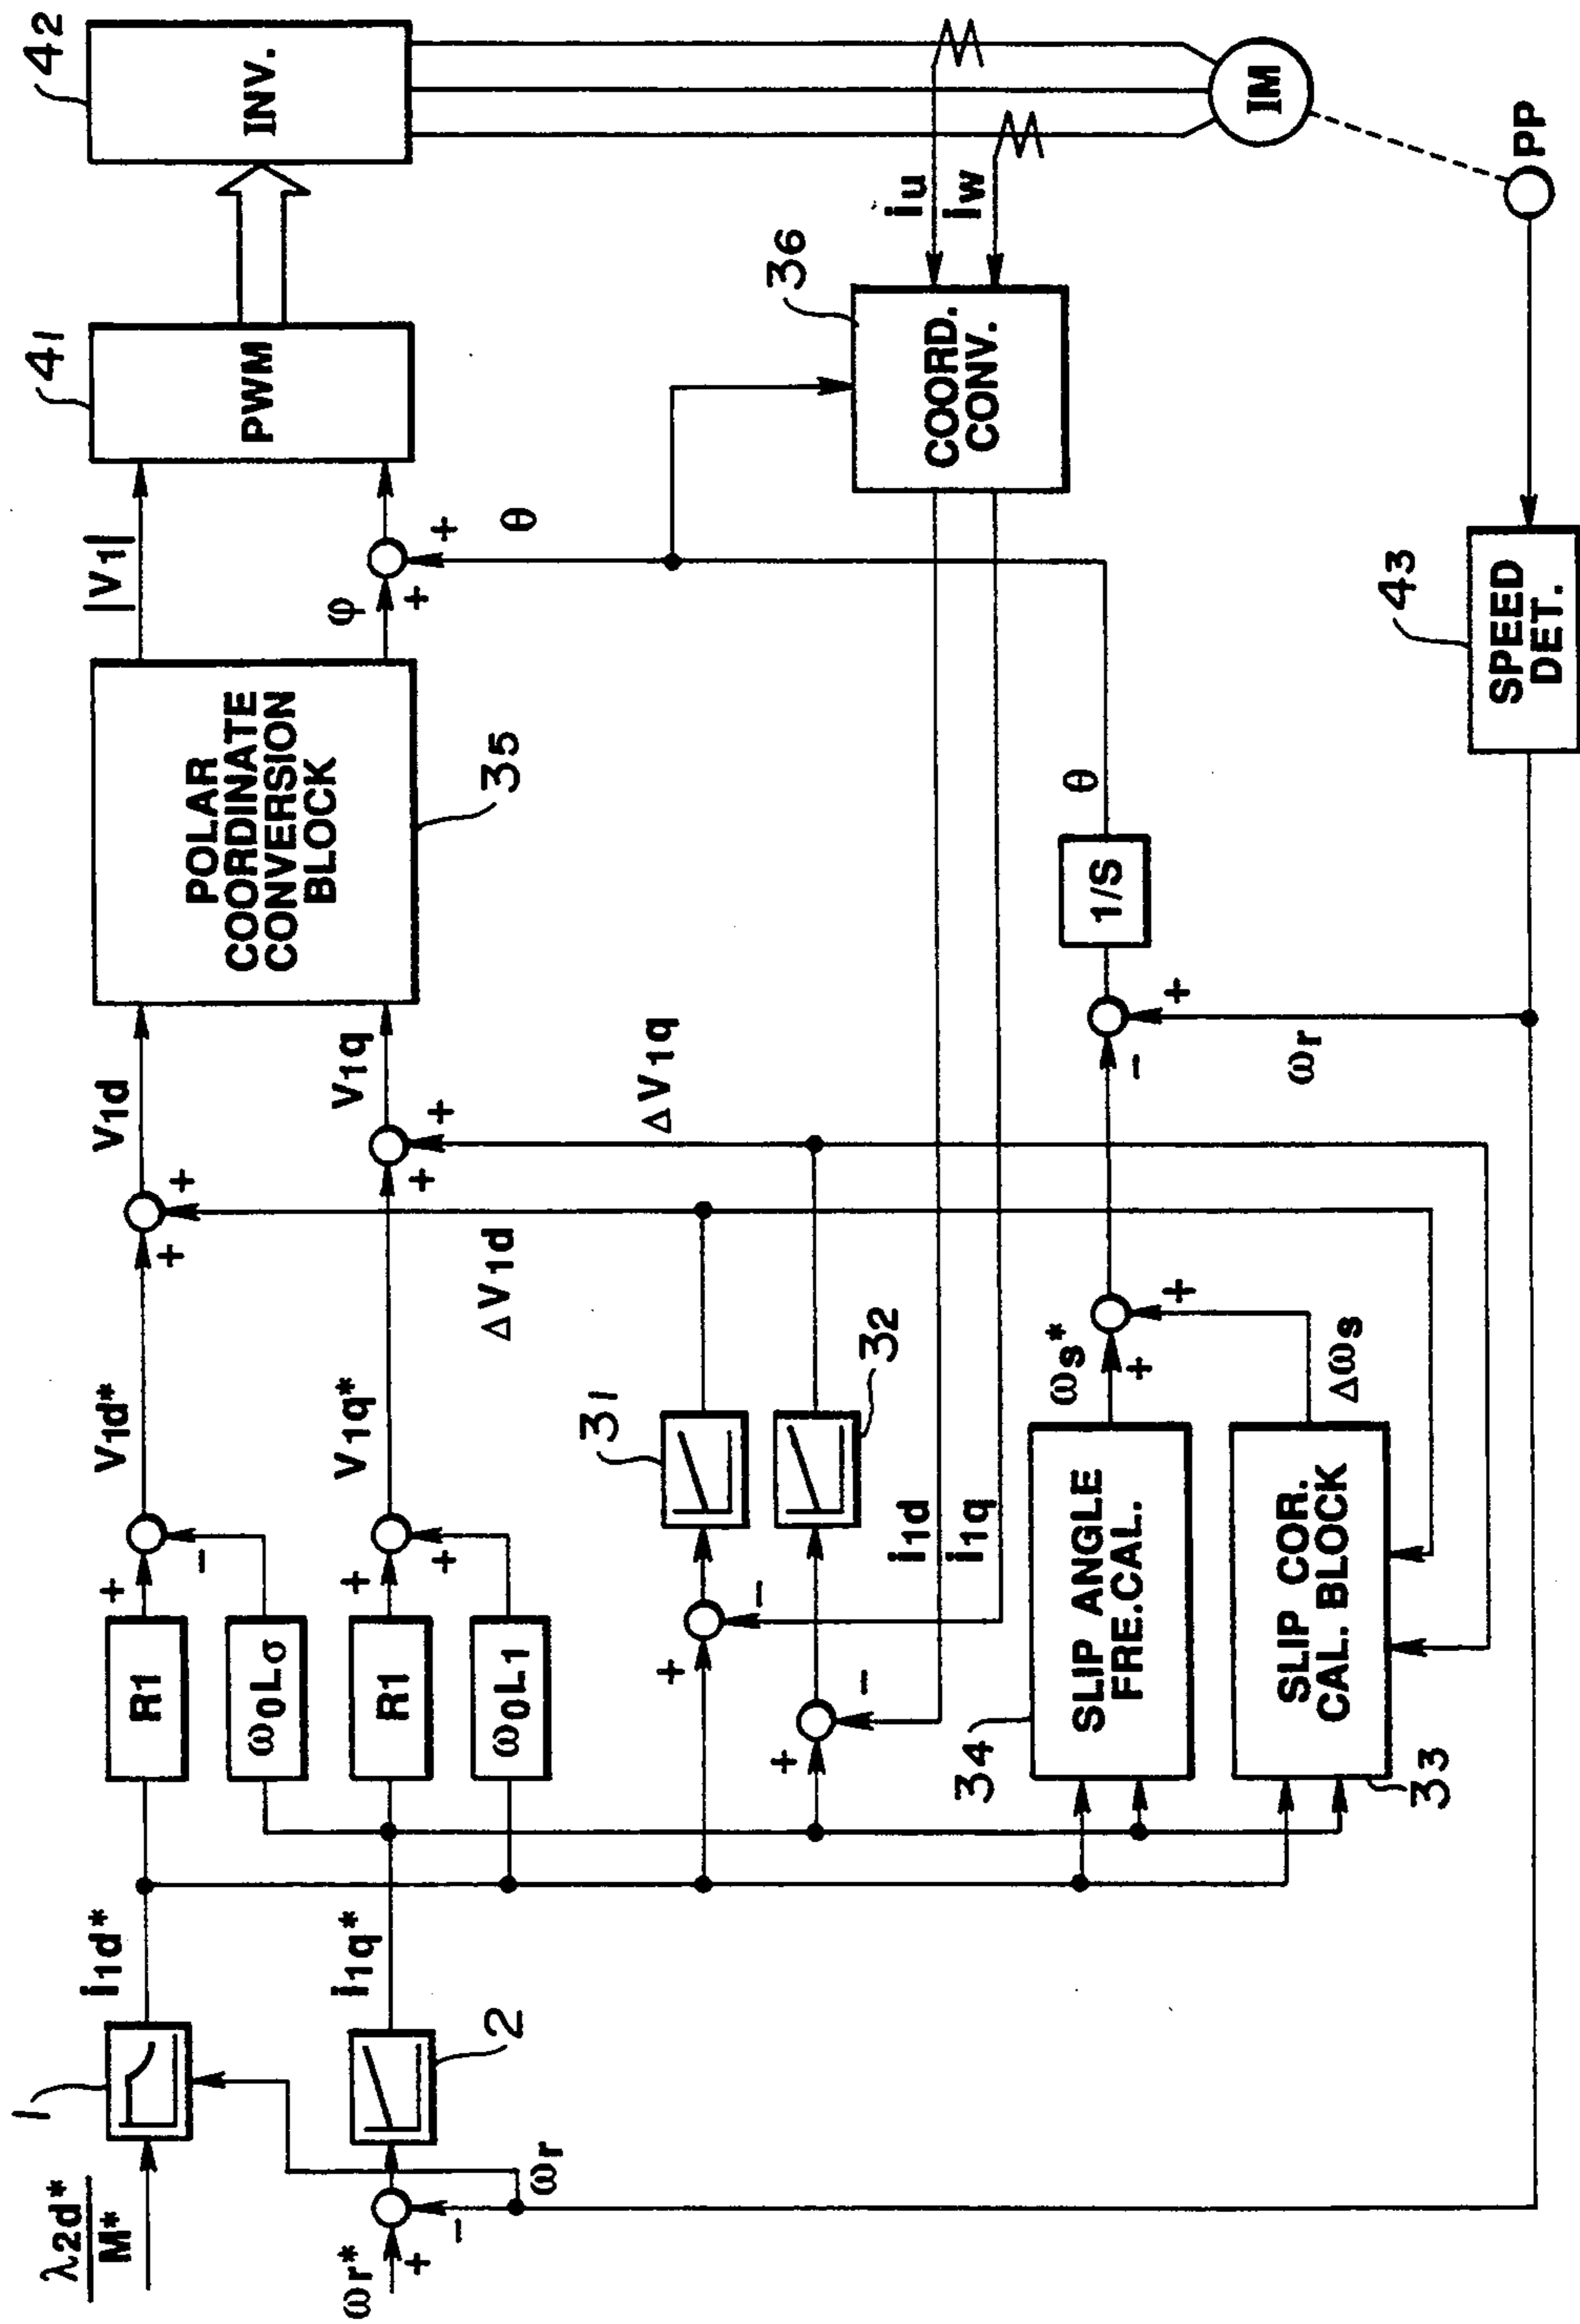 λ2d*
M*
1
i1d*
ωr*
+
−
ωr
2
i1q*
R1
+
−
ω0Lσ
V1d*
R1
+
+
ω0L1
V1q*
+
+
V1d
+
+
V1q
ΔV1d
ΔV1q
POLAR
COORDINATE
CONVERSION
BLOCK
35
|V1|
φ
+
+
θ
PWM
41
INV.
42
+
−
31
+
−
32
i1d
i1q
COORD.
CONV.
36
iu
iw
IM
PP
34
SLIP ANGLE
FRE.CAL.
ωs*
+
+
SLIP COR.
CAL. BLOCK
33
Δωs
−
+
ωr
1/S
θ
SPEED
DET.
43